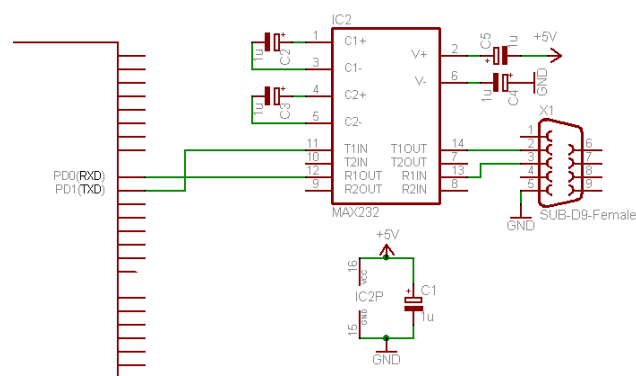 IC2
1 C1+
1u C2
3 C1-
4 C2+
1u C3
5 C2-
V+ 2
C5 1u
+5V
V- 6
1u C4
GND
11 T1IN T1OUT 14
10 T2IN T2OUT 7
12 R1OUT R1IN 13
9 R2OUT R2IN 8
MAX232
PD0(RXD)
PD1(TXD)
X1
1
2 6
3 7
4 8
5 9
GND
SUB-D9-Female
+5V
16 VCC
IC2P
C1
1u
15 GND
GND